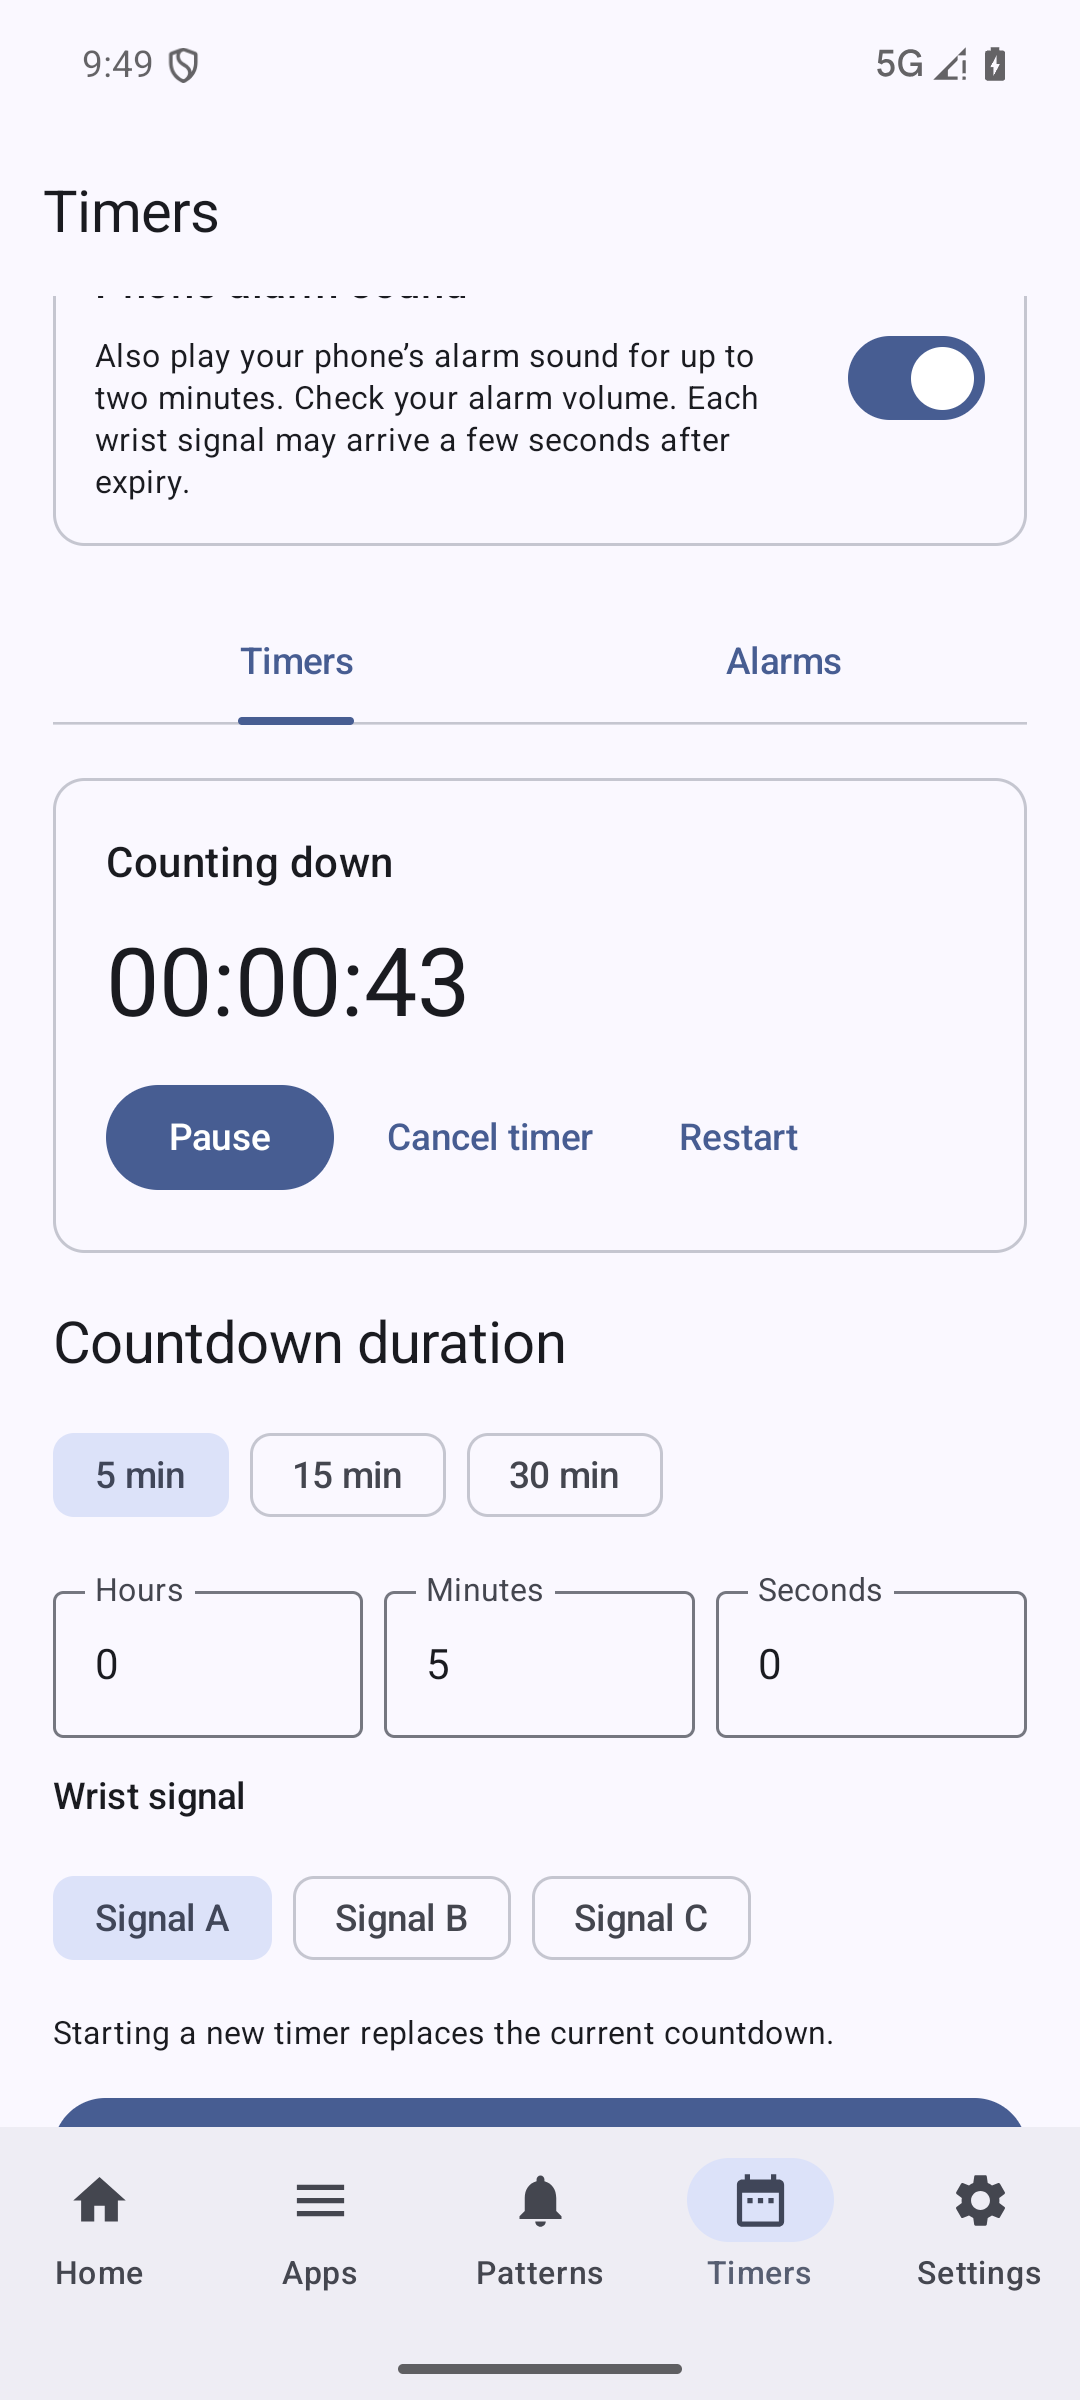 9:49
5G
Timers
Phone alarm sound
Also play your phone’s alarm sound for up to
two minutes. Check your alarm volume. Each
wrist signal may arrive a few seconds after
expiry.
Timers
Alarms
Counting down
00:00:43
Pause
Cancel timer
Restart
Countdown duration
5 min
15 min
30 min
Hours
Minutes
Seconds
0
5
0
Wrist signal
Signal A
Signal B
Signal C
Starting a new timer replaces the current countdown.
Home
Apps
Patterns
Timers
Settings